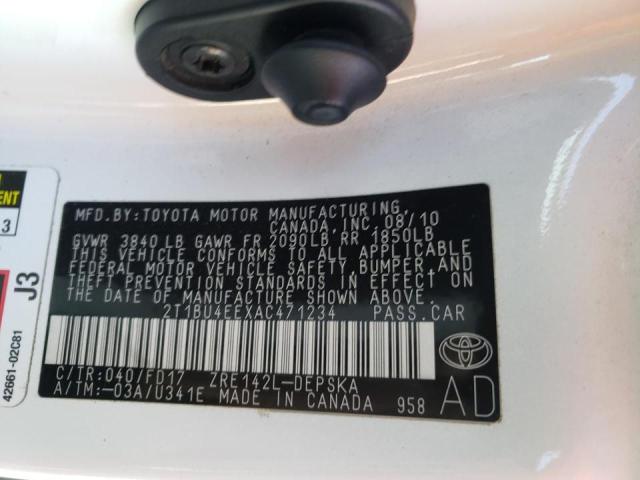 MFD.BY:TOYOTA MOTOR MANUFACTURING,
CANADA,INC. 08/10
GVWR 3840 LB GAWR FR 2090LB RR 1850LB
THIS VEHICLE CONFORMS TO ALL APPLICABLE
FEDERAL MOTOR VEHICLE SAFETY,BUMPER,AND
THEFT PREVENTION STANDARDS IN EFFECT ON
THE DATE OF MANUFACTURE SHOWN ABOVE.
2T1BU4EEXAC471234 PASS.CAR
C/TR:040/FD17 ZRE142L-DEPSKA
A/TM:-03A/U341E MADE IN CANADA 958
AD
3
J3
42661-02C81